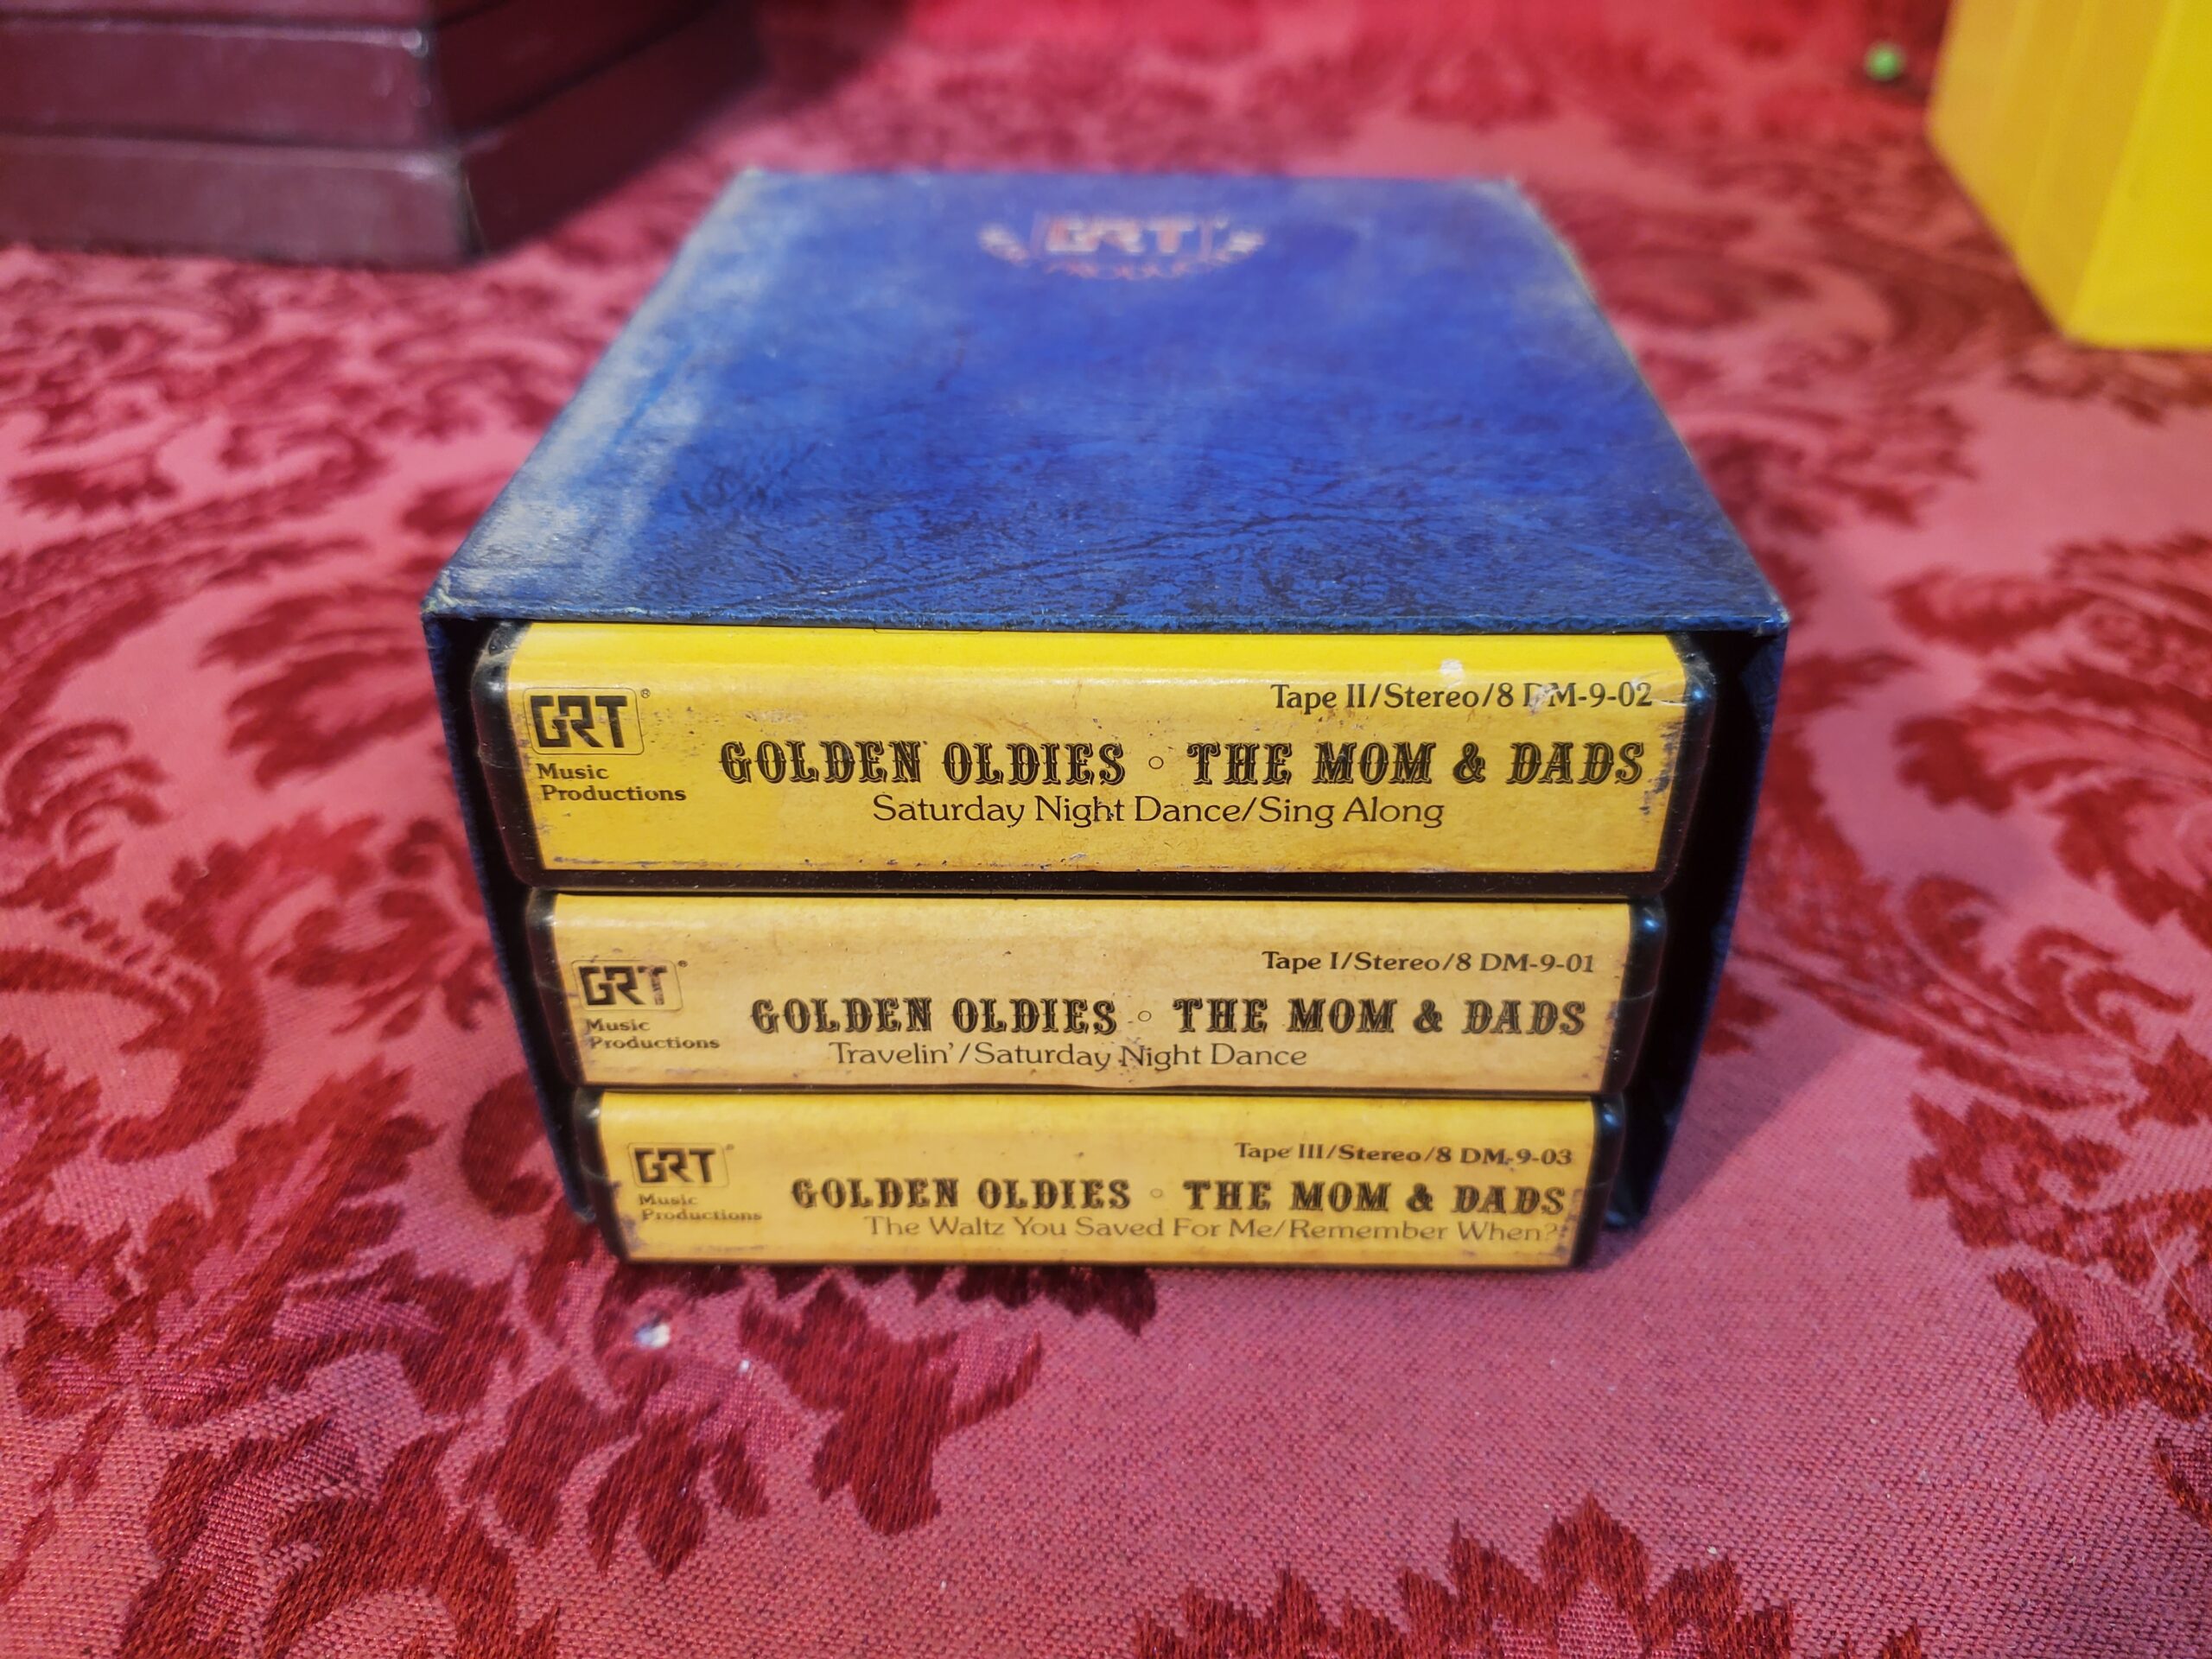 GRT
GRT®
Music
Productions
Tape II/Stereo/8 DM-9-02
GOLDEN OLDIES ◦ THE MOM & DADS
Saturday Night Dance/Sing Along
GRT®
Music
Productions
Tape I/Stereo/8 DM-9-01
GOLDEN OLDIES ◦ THE MOM & DADS
Travelin'/Saturday Night Dance
GRT®
Music
Productions
Tape III/Stereo/8 DM-9-03
GOLDEN OLDIES ◦ THE MOM & DADS
The Waltz You Saved For Me/Remember When?